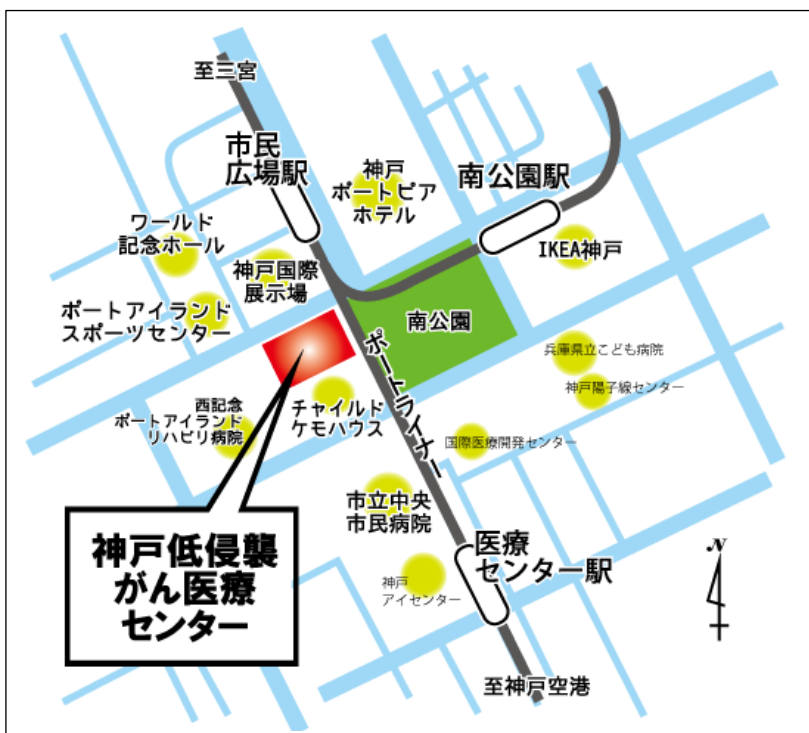 至三宮
市民
広場駅
神戸
ポートピア
ホテル
南公園駅
ワールド
記念ホール
神戸国際
展示場
IKEA神戸
ポートアイランド
スポーツセンター
南公園
ポートライナー
兵庫県立こども病院
神戸陽子線センター
西記念
ポートアイランド
リハビリ病院
チャイルド
ケモハウス
国際医療開発センター
市立中央
市民病院
神戸低侵襲
がん医療
センター
医療
センター駅
神戸
アイセンター
N
至神戸空港